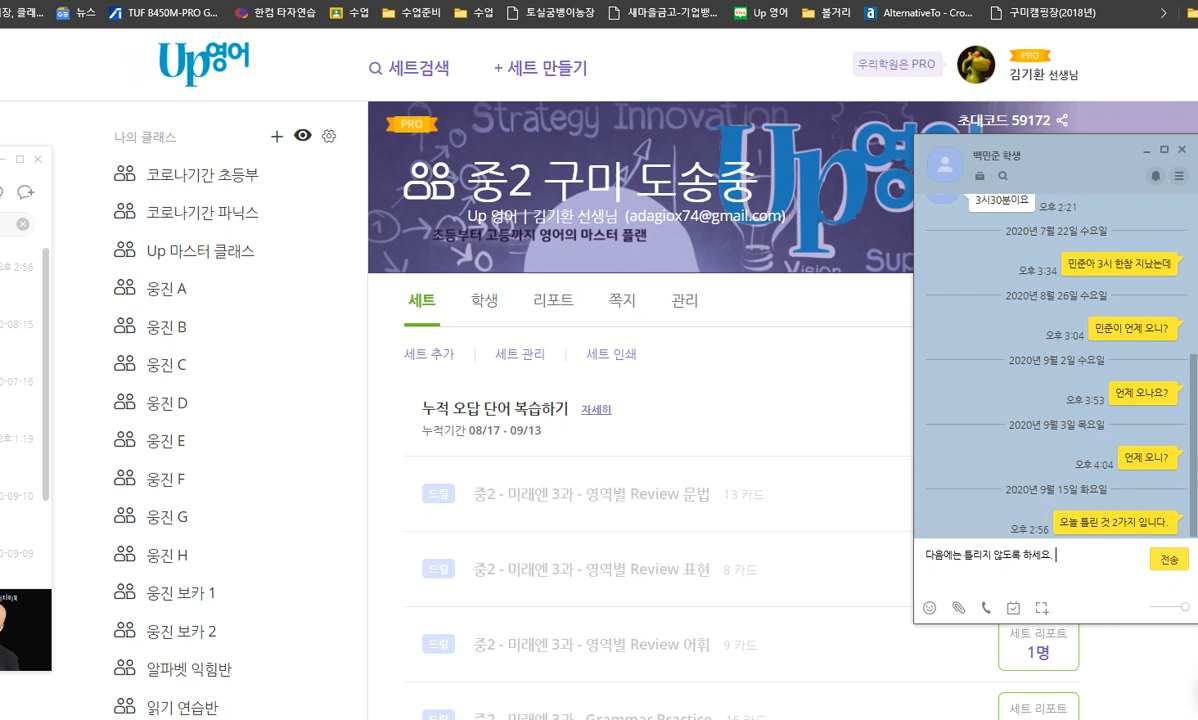 뉴스
TUF B450M-PRO G...
한컴 타자연습
수업
수업준비
수업
토실궁뱅이농장
새마을금고-기업뱅...
Up 영어
볼거리
AlternativeTo - Cro...
구미캠핑장(2018년)
Up영어
세트검색
+ 세트 만들기
우리학원은 PRO
PRO
김기환 선생님
나의 클래스
코로나기간 초등부
코로나기간 파닉스
Up 마스터 클래스
웅진 A
웅진 B
웅진 C
웅진 D
웅진 E
웅진 F
웅진 G
웅진 H
웅진 보카 1
웅진 보카 2
알파벳 익힘반
읽기 연습반
PRO
Strategy Innovation
초대코드 59172
중2 구미 도송중
Up 영어 | 김기환 선생님 (adagiox74@gmail.com)
초등부터 고등까지 영어의 마스터 플랜
Up영
Vision
세트
학생
리포트
쪽지
관리
세트 추가
세트 관리
세트 인쇄
누적 오답 단어 복습하기 자세히
누적기간 08/17 - 09/13
드릴 중2 - 미래엔 3과 - 영역별 Review 문법 13 카드
드릴 중2 - 미래엔 3과 - 영역별 Review 표현 8 카드
드릴 중2 - 미래엔 3과 - 영역별 Review 어휘 9 카드
세트 리포트
1명
중2 - 미래엔 3과 - Grammar Practice 15 카드
세트 리포트
백민준 학생
3시30분이요
오후 2:21
2020년 7월 22일 수요일
민준아 3시 한참 지났는데
오후 3:34
2020년 8월 26일 수요일
민준이 언제 오니?
오후 3:04
2020년 9월 2일 수요일
언제 오나요?
오후 3:53
2020년 9월 3일 목요일
언제 오니?
오후 4:04
2020년 9월 15일 화요일
오늘 틀린 것 2가지 입니다.
오후 2:56
다음에는 틀리지 않도록 하세요.
전송